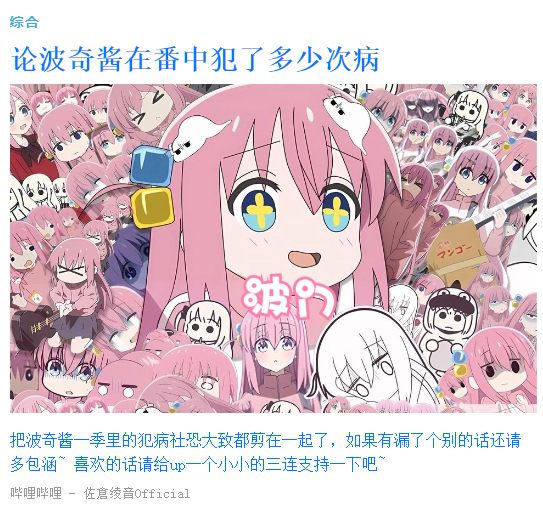 综合
论波奇酱在番中犯了多少次病
マンゴー
波门
把波奇酱一季里的犯病社恐大致都剪在一起了，如果有漏了个别的话还请
多包涵~ 喜欢的话请给up一个小小的三连支持一下吧~
哔哩哔哩 - 佐倉绫音Official